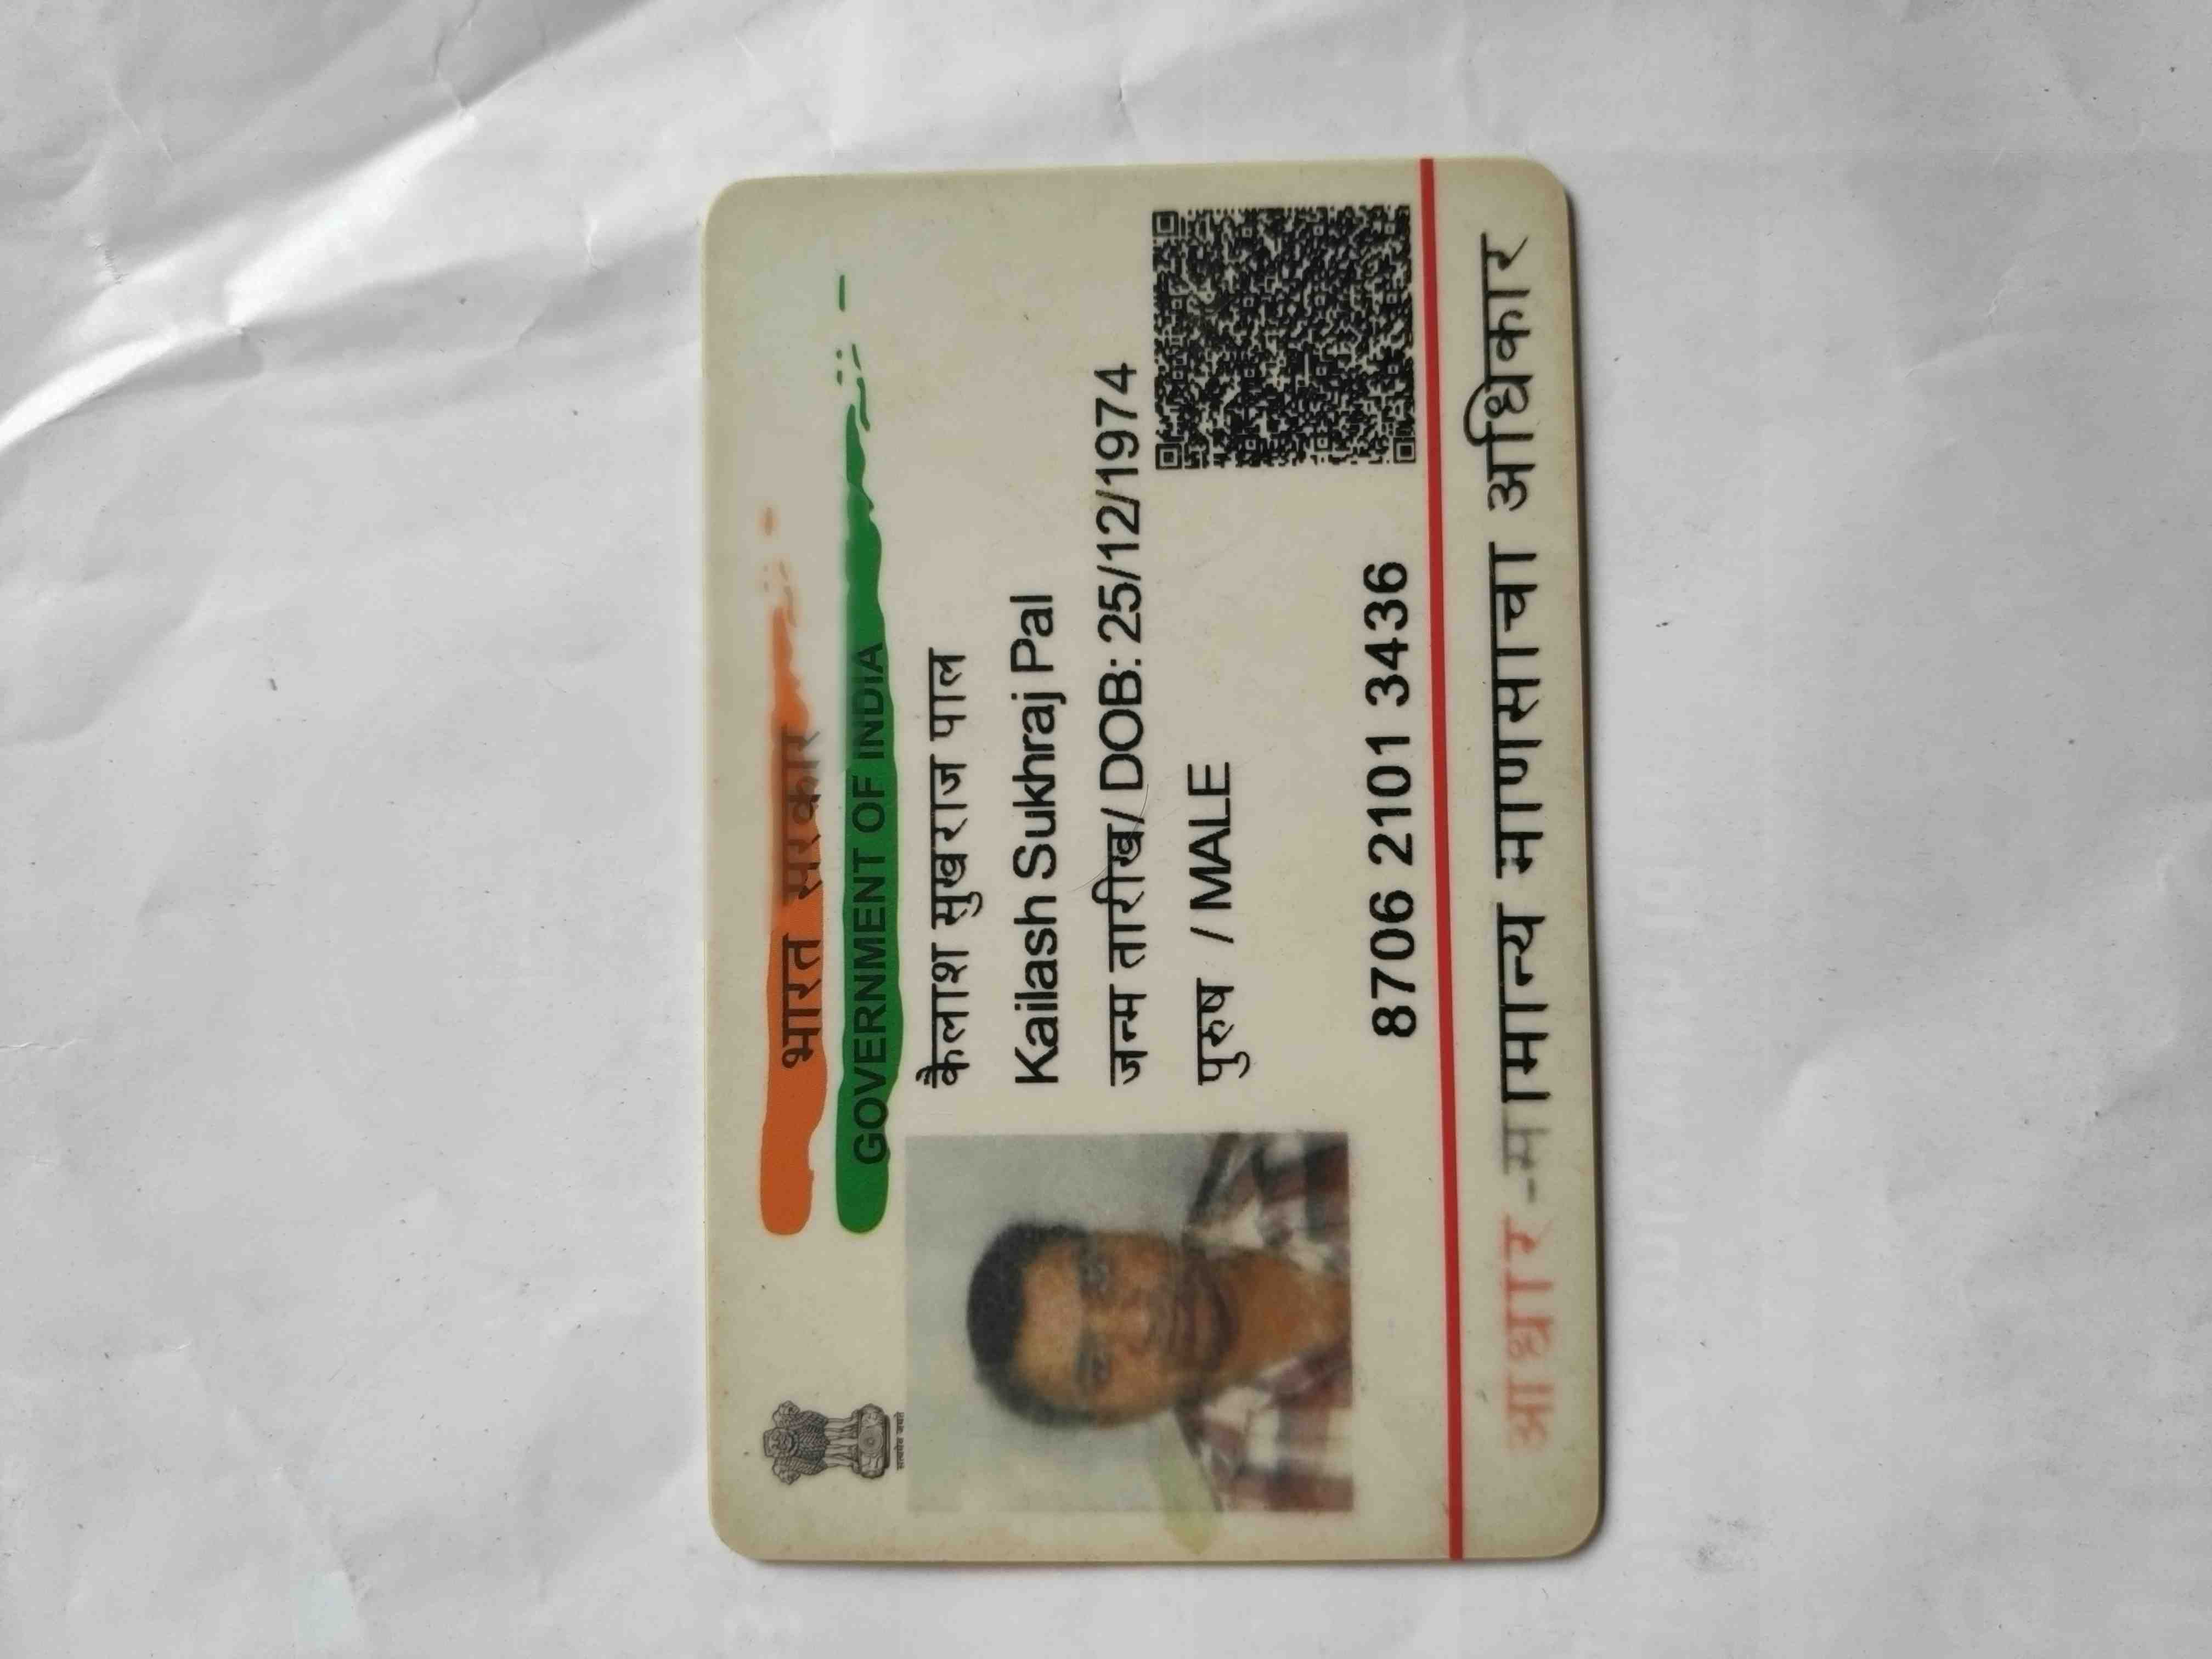 भारत सरकार
GOVERNMENT OF INDIA
सत्यमेव जयते
कैलाश सुखराज पाल
Kailash Sukhraj Pal
जन्म तारीख/ DOB: 25/12/1974
पुरुष / MALE
8706 2101 3436
आधार -सामान्य माणसाचा अधिकार